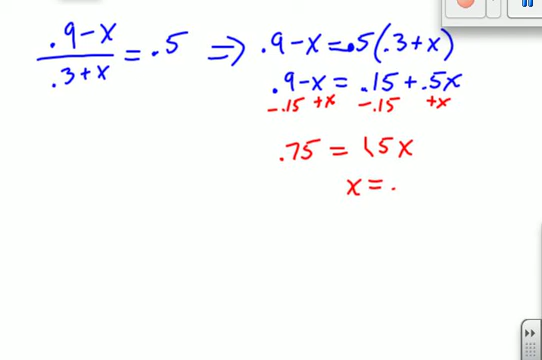 .9-x / .3+x = .5 ⇒ .9-x = .5(.3+x)
.9-x = .15 + .5x
-.15 +x -.15 +x
.75 = 1.5x
x = .